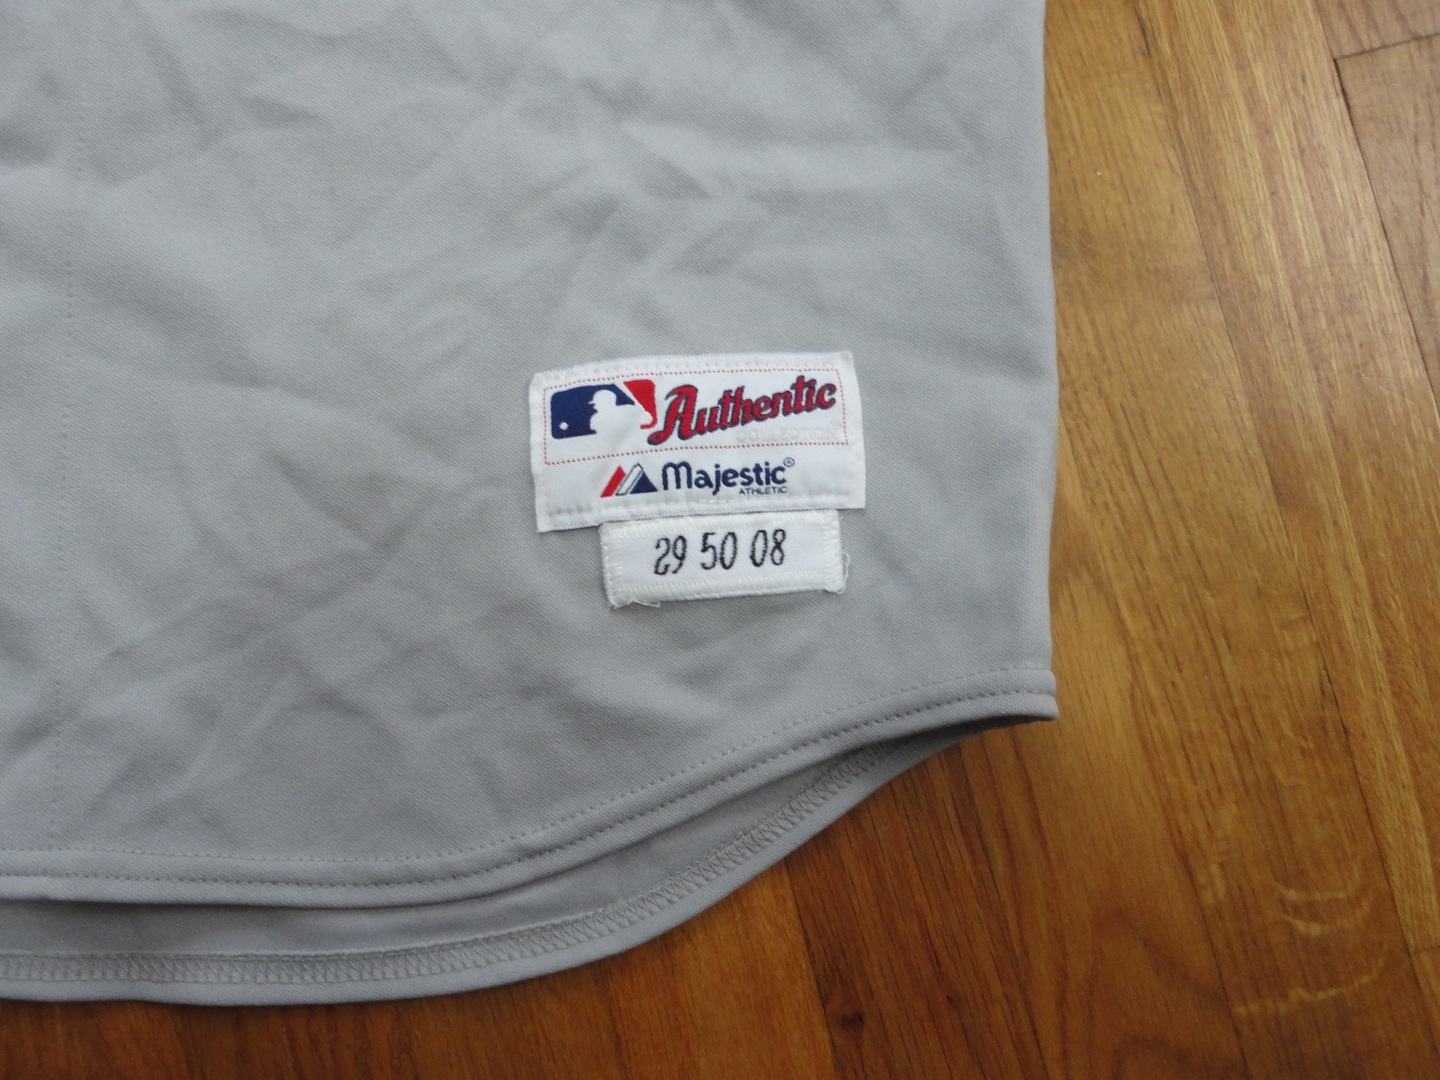 Authentic
COLLECTION
Majestic®
ATHLETIC
29 50 08